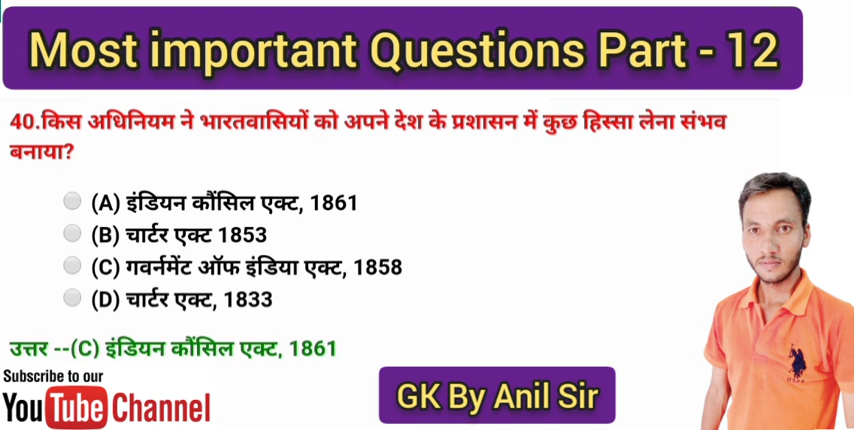 Most important Questions Part - 12
40.किस अधिनियम ने भारतवासियों को अपने देश के प्रशासन में कुछ हिस्सा लेना संभव
बनाया?
(A) इंडियन कौंसिल एक्ट, 1861
(B) चार्टर एक्ट 1853
(C) गवर्नमेंट ऑफ इंडिया एक्ट, 1858
(D) चार्टर एक्ट, 1833
उत्तर --(C) इंडियन कौंसिल एक्ट, 1861
Subscribe to our
YouTube Channel
GK By Anil Sir